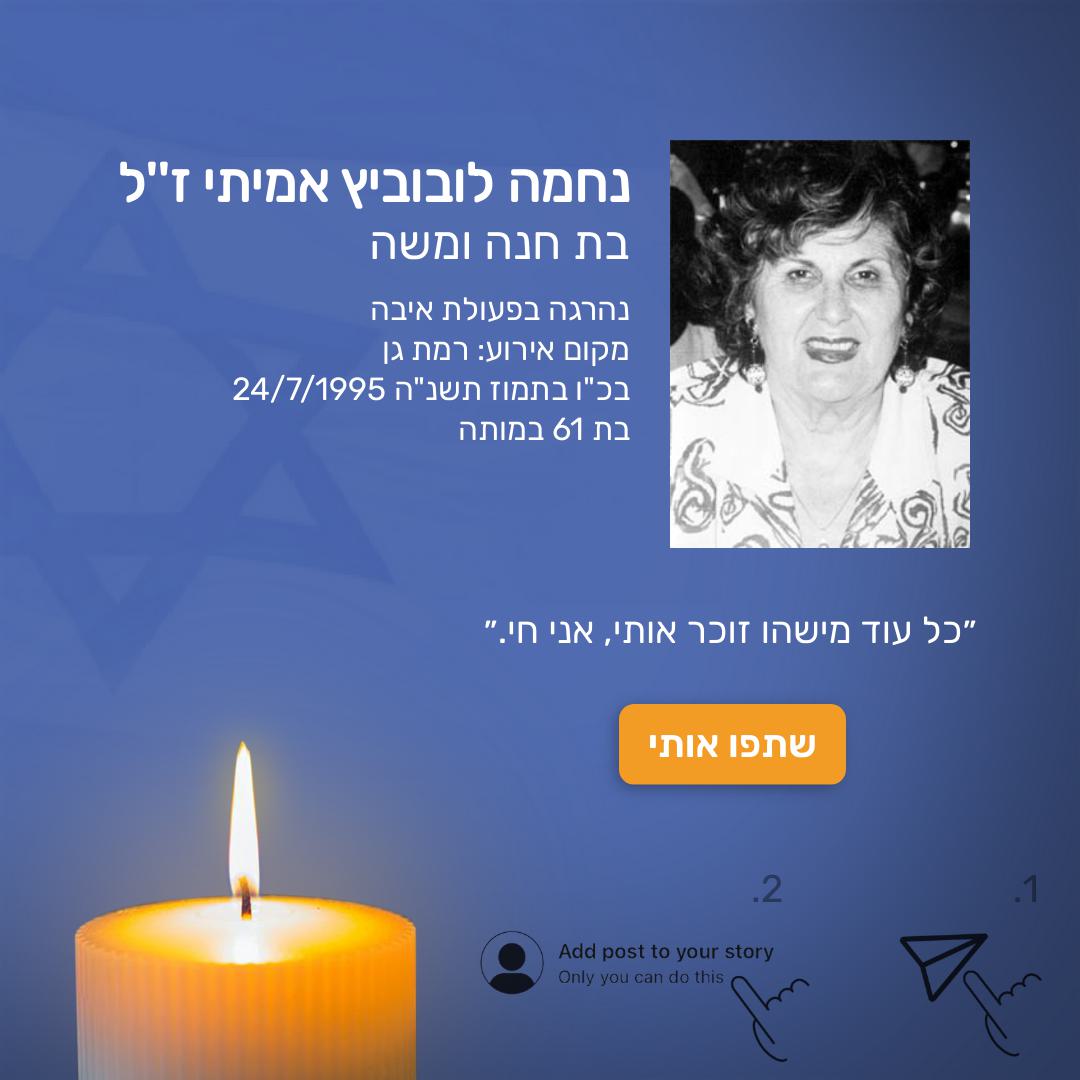 נחמה לובוביץ אמיתי ז"ל
בת חנה ומשה
נהרגה בפעולת איבה
מקום אירוע: רמת גן
בכ"ו בתמוז תשנ"ה 24/7/1995
בת 61 במותה
״כל עוד מישהו זוכר אותי, אני חי.״
שתפו אותי
1.
2.
Add post to your story
Only you can do this